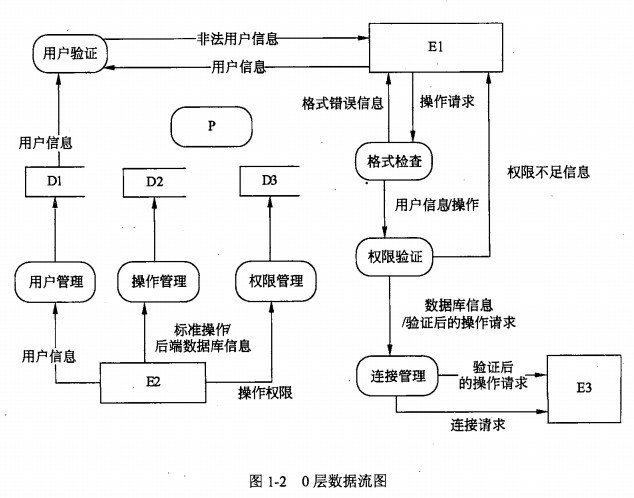 非法用户信息
E1
用户验证
用户信息
格式错误信息
操作请求
P
用户信息
格式检查
权限不足信息
D1
D2
D3
用户信息/操作
权限验证
用户管理
操作管理
权限管理
数据库信息
/验证后的操作请求
标准操作/
后端数据库信息
用户信息
E2
操作权限
连接管理
验证后
的操作请求
E3
连接请求
图 1-2 0 层数据流图